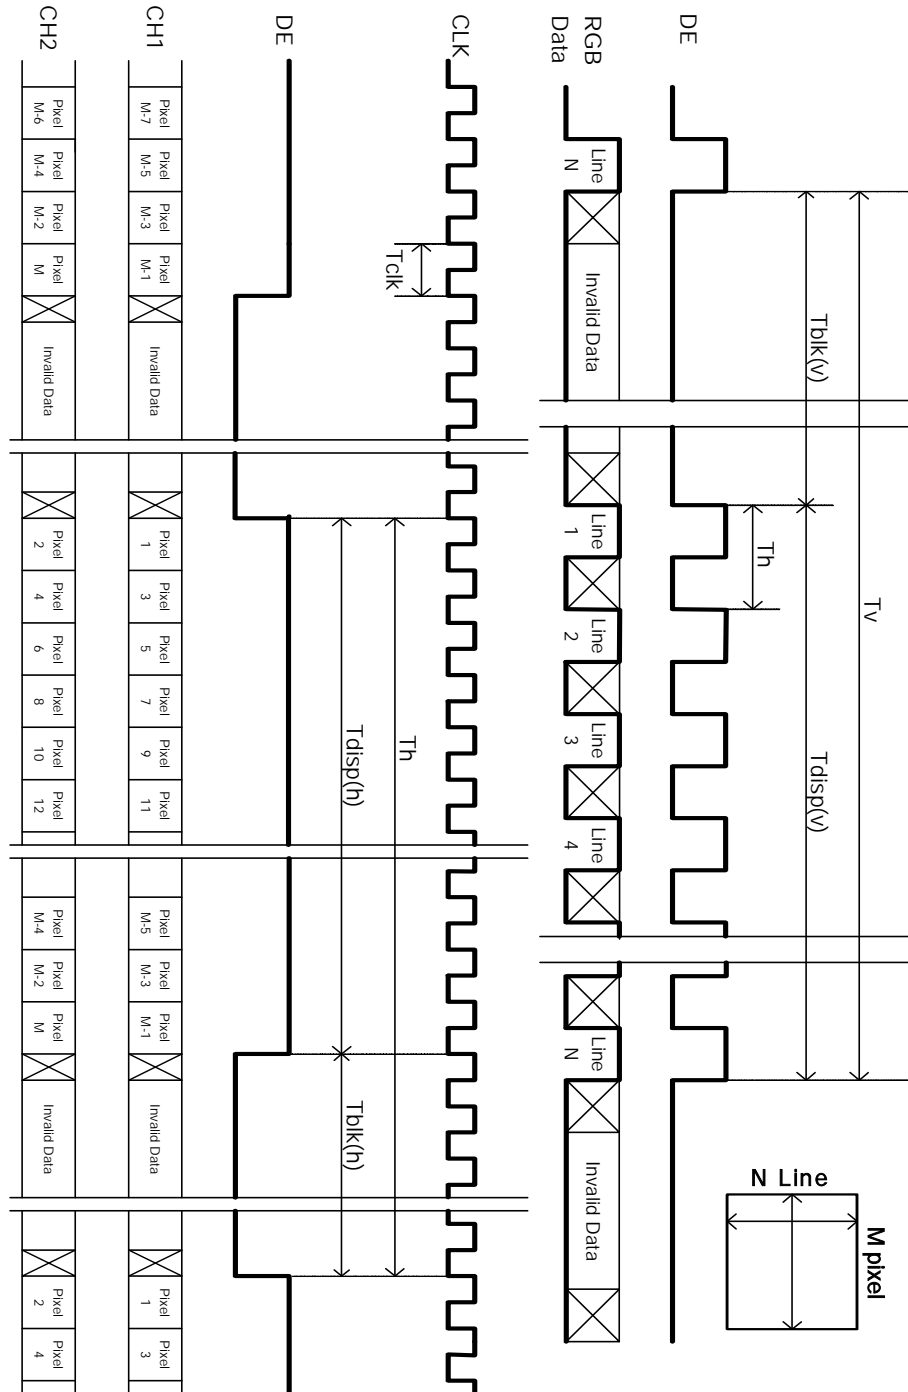 Tv
Tblk(v)
Tdisp(v)
Th
DE
RGB
Data
Line
N
Invalid Data
Line
1
Line
2
Line
3
Line
4
Line
N
Invalid Data
M pixel
N Line
CLK
Tclk
Th
Tdisp(h)
Tblk(h)
DE
CH1
Pixel
M-7
Pixel
M-5
Pixel
M-3
Pixel
M-1
Invalid Data
Pixel
1
Pixel
3
Pixel
5
Pixel
7
Pixel
9
Pixel
11
Pixel
M-5
Pixel
M-3
Pixel
M-1
Invalid Data
Pixel
1
Pixel
3
CH2
Pixel
M-6
Pixel
M-4
Pixel
M-2
Pixel
M
Invalid Data
Pixel
2
Pixel
4
Pixel
6
Pixel
8
Pixel
10
Pixel
12
Pixel
M-4
Pixel
M-2
Pixel
M
Invalid Data
Pixel
2
Pixel
4